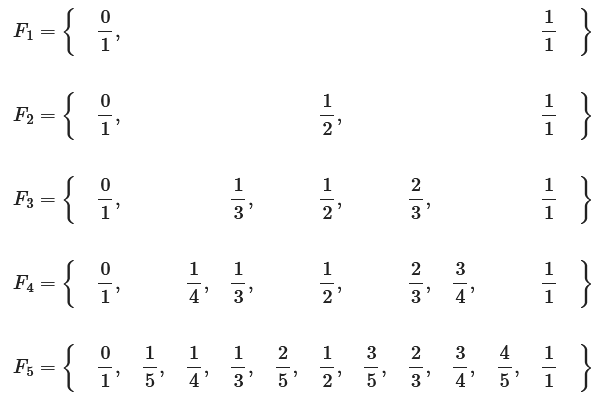 F₁ = { 0/1, 1/1 }
F₂ = { 0/1, 1/2, 1/1 }
F₃ = { 0/1, 1/3, 1/2, 2/3, 1/1 }
F₄ = { 0/1, 1/4, 1/3, 1/2, 2/3, 3/4, 1/1 }
F₅ = { 0/1, 1/5, 1/4, 1/3, 2/5, 1/2, 3/5, 2/3, 3/4, 4/5, 1/1 }